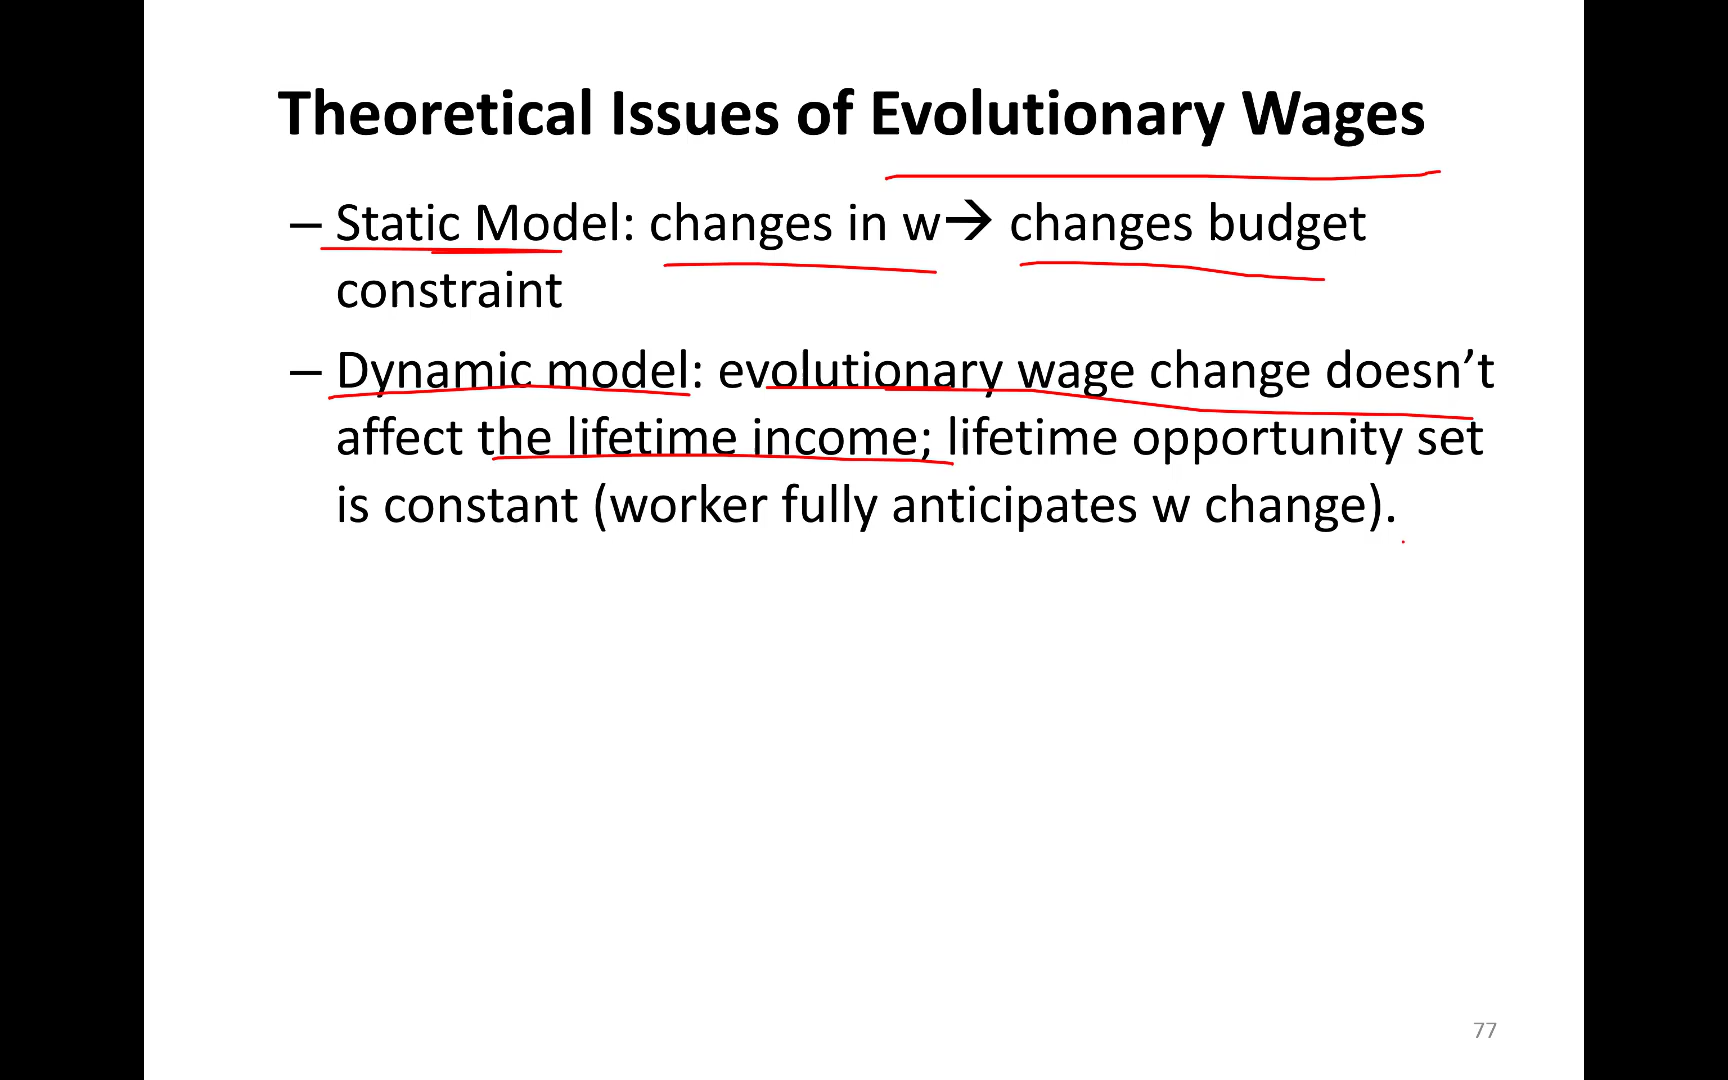 Theoretical Issues of Evolutionary Wages
– Static Model: changes in w→ changes budget
constraint
– Dynamic model: evolutionary wage change doesn’t
affect the lifetime income; lifetime opportunity set
is constant (worker fully anticipates w change).
77